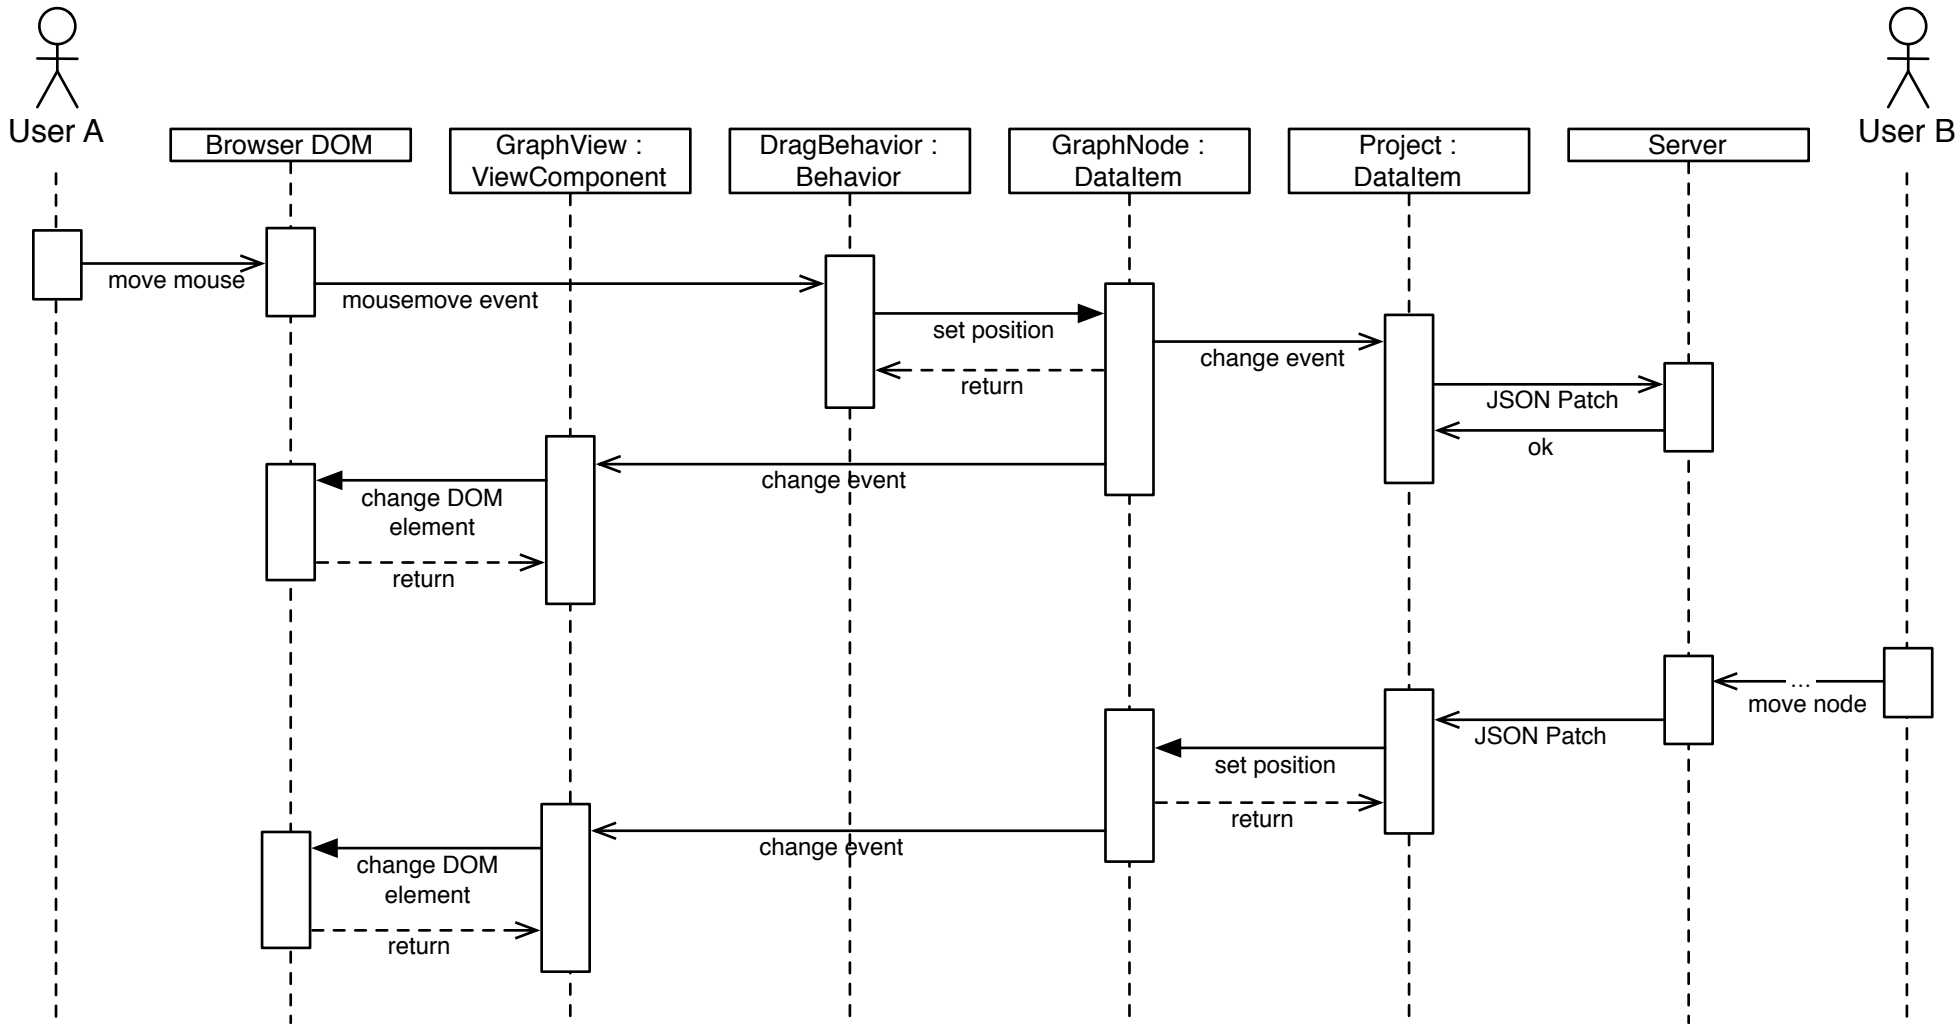 User A
User B
Browser DOM
GraphView :
ViewComponent
DragBehavior :
Behavior
GraphNode :
DataItem
Project :
DataItem
Server
move mouse
mousemove event
set position
change event
return
JSON Patch
ok
change event
change DOM
element
return
...
move node
JSON Patch
set position
return
change event
change DOM
element
return